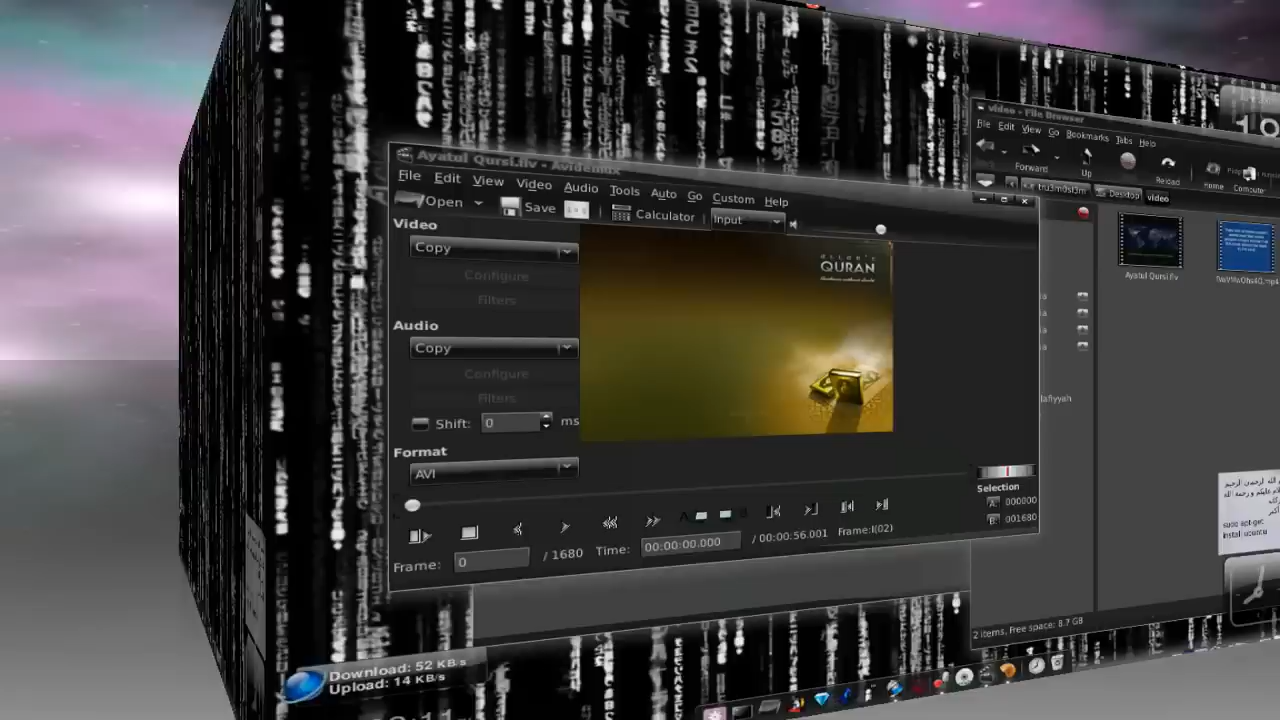 Ayatul Qursi.flv - Avidemux
File Edit View Video Audio Tools Auto Go Custom Help
Open Save Calculator Input
Video
Copy
Configure
Filters
Audio
Copy
Configure
Filters
Shift: 0 ms
Format
AVI
QURAN
Selection
A: 000000
B: 001680
Frame: 0 / 1680 Time: 00:00:00.000 / 00:00:56.001 Frame:I(02)
video - File Browser
File Edit View Go Bookmarks Tabs Help
Forward Up Reload Home Computer
tru3m0sl3m Desktop video
Ayatul Qursi.flv
2 items, Free space: 8.7 GB
sudo apt-get
install ubuntu
10
Download: 52 KB/s
Upload: 14 KB/s